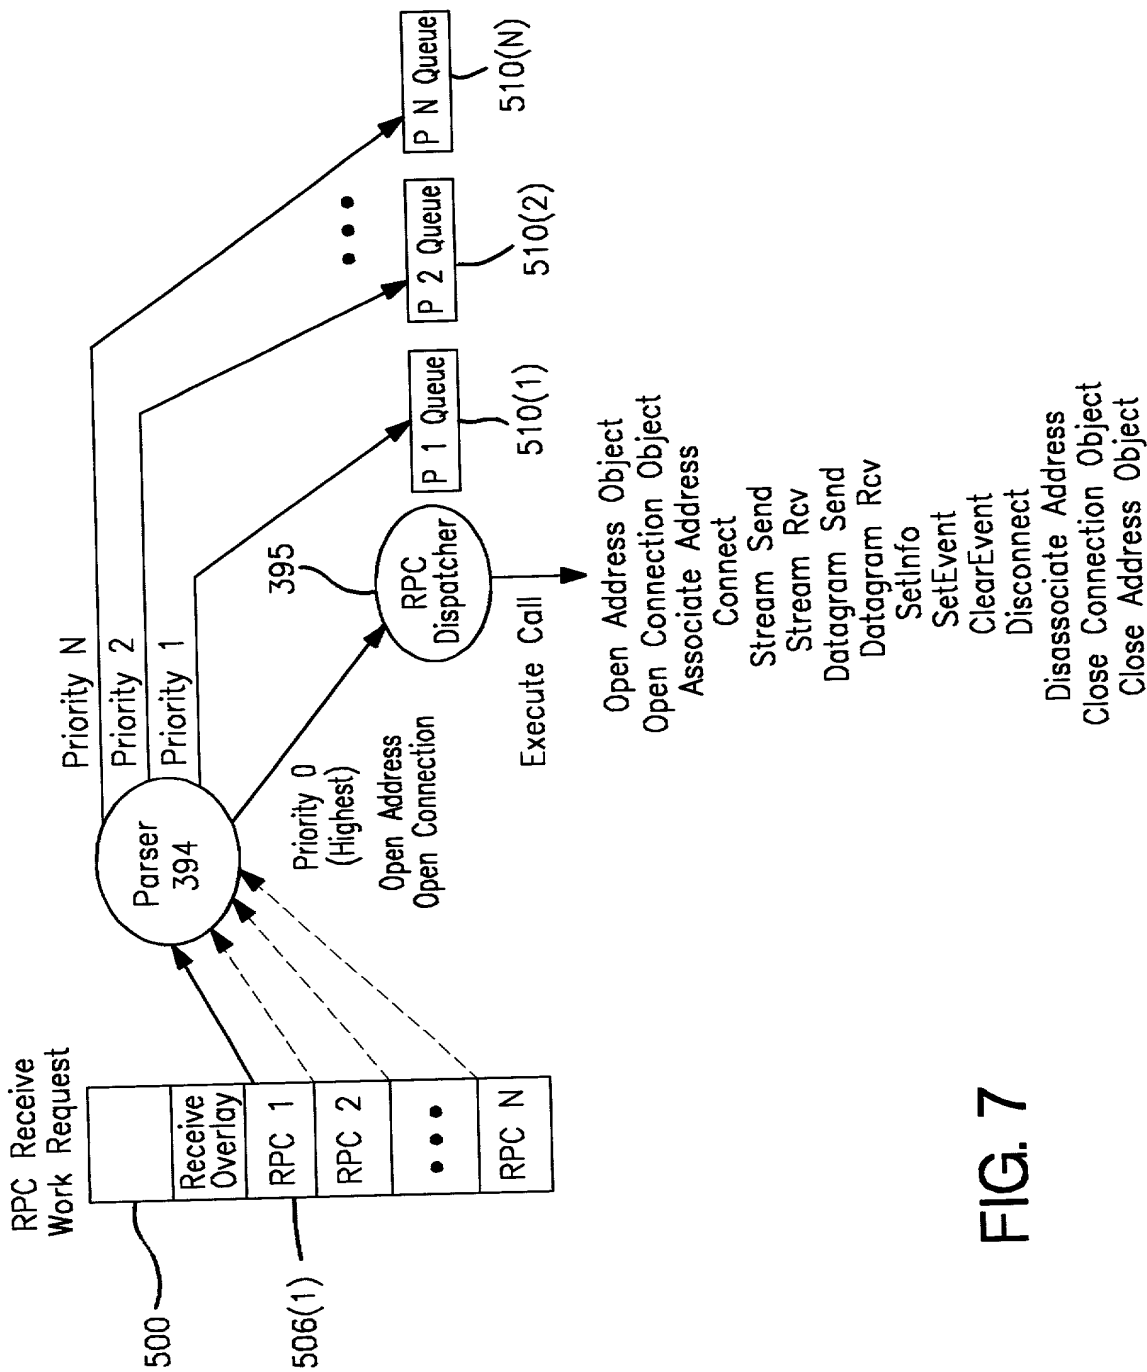 RPC Receive
Work Request
500
Receive
Overlay
RPC 1
506(1)
RPC 2
RPC N
Parser
394
Priority N
Priority 2
Priority 1
Priority 0
(Highest)
Open Address
Open Connection
395
RPC
Dispatcher
P 1 Queue
510(1)
P 2 Queue
510(2)
P N Queue
510(N)
Execute Call
Open Address Object
Open Connection Object
Associate Address
Connect
Stream Send
Stream Rcv
Datagram Send
Datagram Rcv
SetInfo
SetEvent
ClearEvent
Disconnect
Disassociate Address
Close Connection Object
Close Address Object
FIG. 7